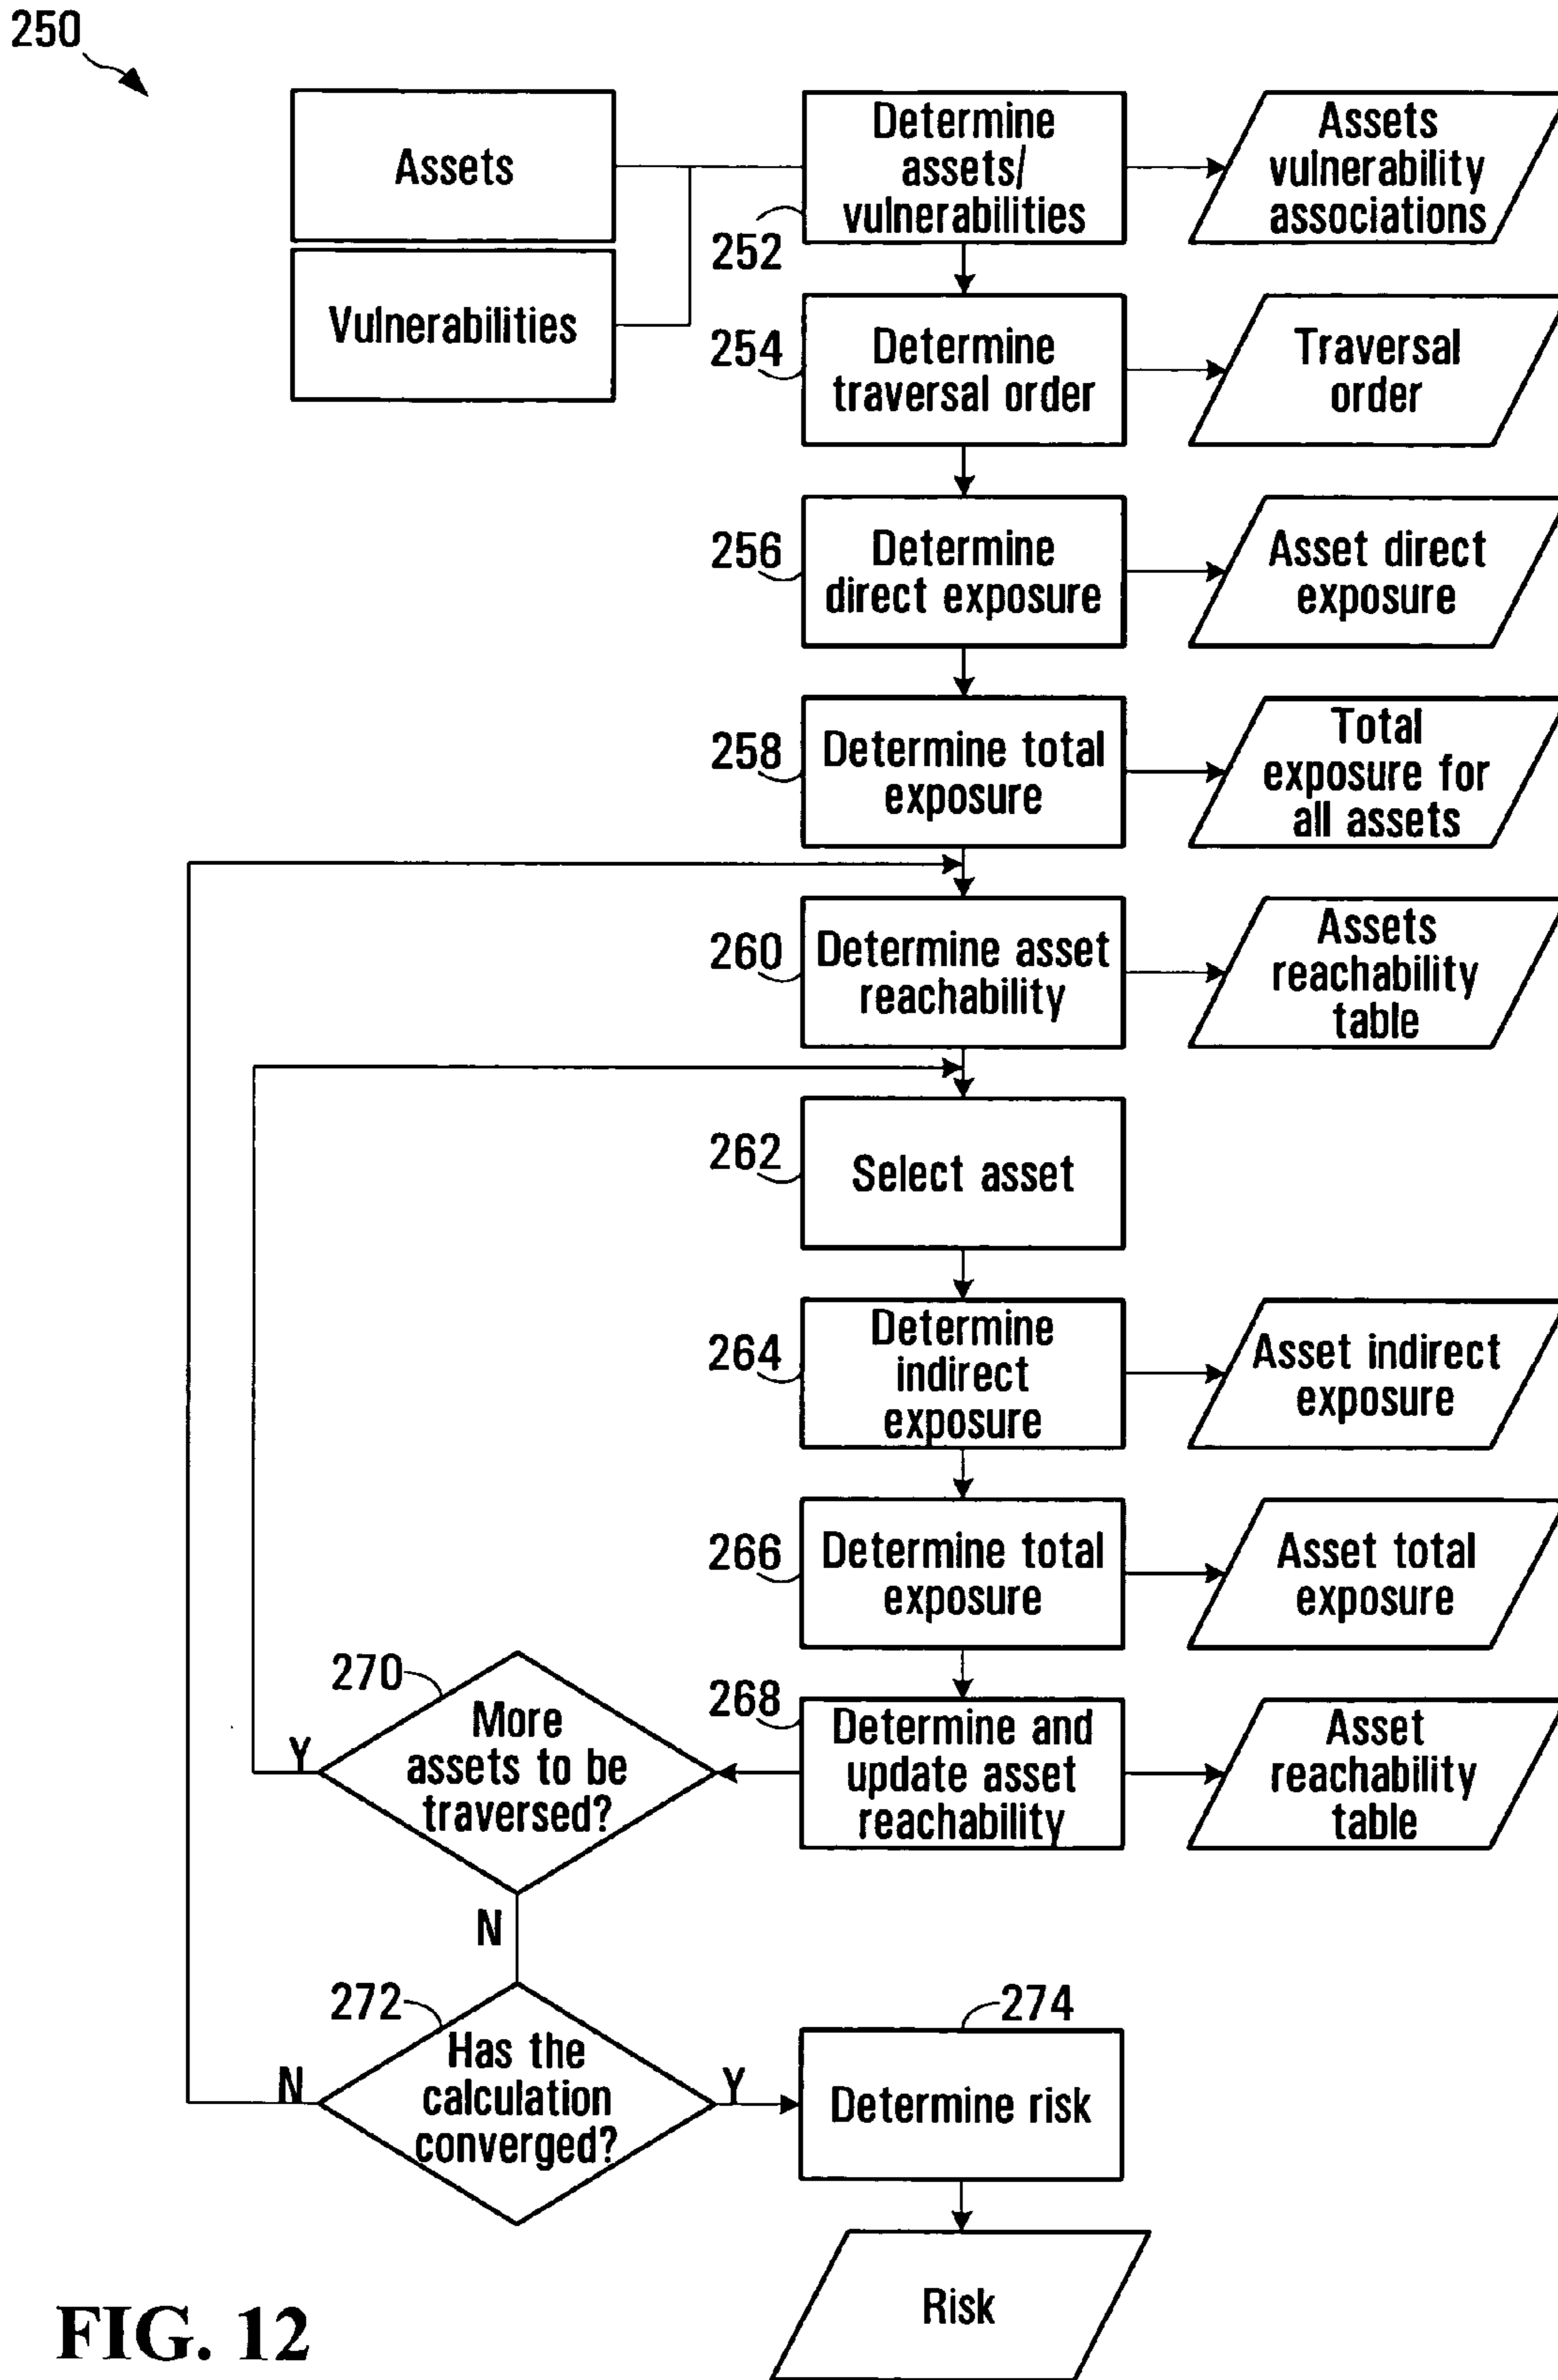 250
Assets
Vulnerabilities
Determine
assets/
vulnerabilities
252
Assets
vulnerability
associations
254
Determine
traversal order
Traversal
order
256
Determine
direct exposure
Asset direct
exposure
258
Determine total
exposure
Total
exposure for
all assets
260
Determine asset
reachability
Assets
reachability
table
262
Select asset
264
Determine
indirect
exposure
Asset indirect
exposure
266
Determine total
exposure
Asset total
exposure
268
Determine and
update asset
reachability
Asset
reachability
table
270
More
assets to be
traversed?
Y
N
272
Has the
calculation
converged?
N
Y
274
Determine risk
Risk
FIG. 12